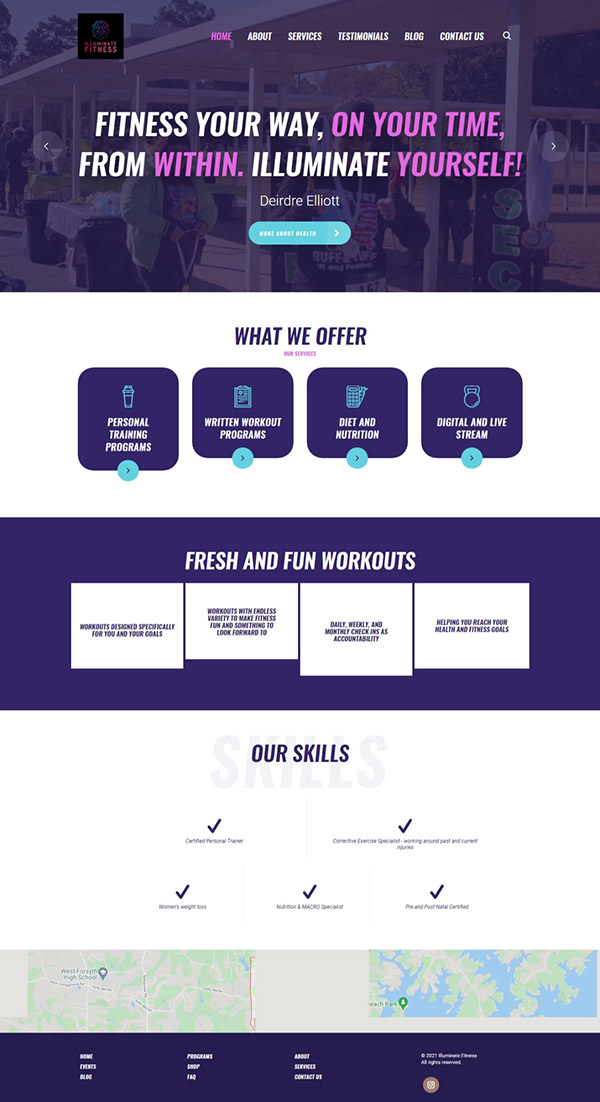 ILLUMINATE
FITNESS
HOME ABOUT SERVICES TESTIMONIALS BLOG CONTACT US
FITNESS YOUR WAY, ON YOUR TIME,
FROM WITHIN. ILLUMINATE YOURSELF!
Deirdre Elliott
MORE ABOUT HEALTH
RUFF & TUFF
17
SEC
WHAT WE OFFER
OUR SERVICES
PERSONAL
TRAINING
PROGRAMS
WRITTEN WORKOUT
PROGRAMS
DIET AND
NUTRITION
DIGITAL AND LIVE
STREAM
FRESH AND FUN WORKOUTS
WORKOUTS DESIGNED SPECIFICALLY
FOR YOU AND YOUR GOALS
WORKOUTS WITH ENDLESS
VARIETY TO MAKE FITNESS
FUN AND SOMETHING TO
LOOK FORWARD TO
DAILY, WEEKLY, AND
MONTHLY CHECK INS AS
ACCOUNTABILITY
HELPING YOU REACH YOUR
HEALTH AND FITNESS GOALS
SKILLS
OUR SKILLS
Certified Personal Trainer
Corrective Exercise Specialist - working around past and current
injuries
Women's weight loss
Nutrition & MACRO Specialist
Pre and Post Natal Certified
West Forsyth
High School
each Park
HOME
EVENTS
BLOG
PROGRAMS
SHOP
FAQ
ABOUT
SERVICES
CONTACT US
© 2021 Illuminate Fitness
All rights reserved.